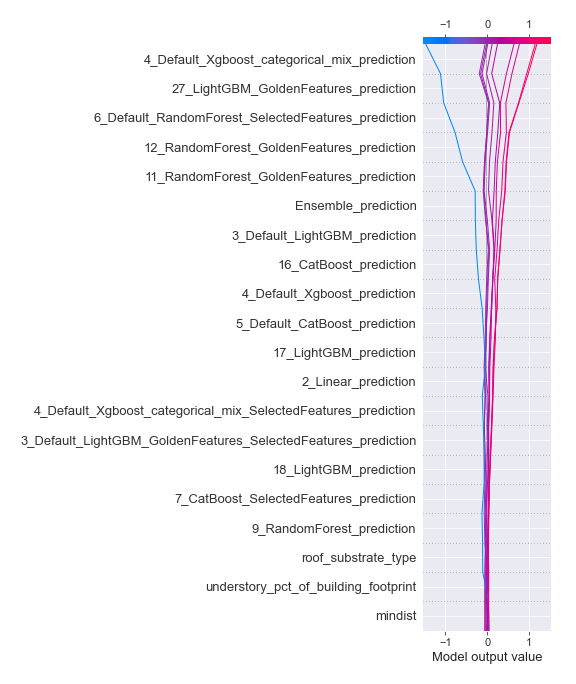 −1 0 1
4_Default_Xgboost_categorical_mix_prediction
27_LightGBM_GoldenFeatures_prediction
6_Default_RandomForest_SelectedFeatures_prediction
12_RandomForest_GoldenFeatures_prediction
11_RandomForest_GoldenFeatures_prediction
Ensemble_prediction
3_Default_LightGBM_prediction
16_CatBoost_prediction
4_Default_Xgboost_prediction
5_Default_CatBoost_prediction
17_LightGBM_prediction
2_Linear_prediction
4_Default_Xgboost_categorical_mix_SelectedFeatures_prediction
3_Default_LightGBM_GoldenFeatures_SelectedFeatures_prediction
18_LightGBM_prediction
7_CatBoost_SelectedFeatures_prediction
9_RandomForest_prediction
roof_substrate_type
understory_pct_of_building_footprint
mindist
−1 0 1
Model output value